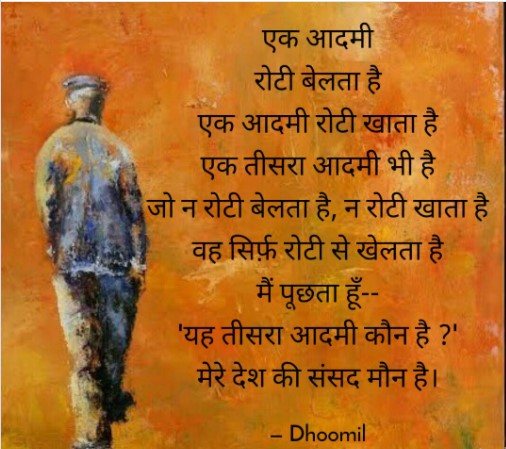 एक आदमी
रोटी बेलता है
एक आदमी रोटी खाता है
एक तीसरा आदमी भी है
जो न रोटी बेलता है, न रोटी खाता है
वह सिर्फ़ रोटी से खेलता है
मैं पूछता हूँ--
'यह तीसरा आदमी कौन है ?'
मेरे देश की संसद मौन है।
– Dhoomil